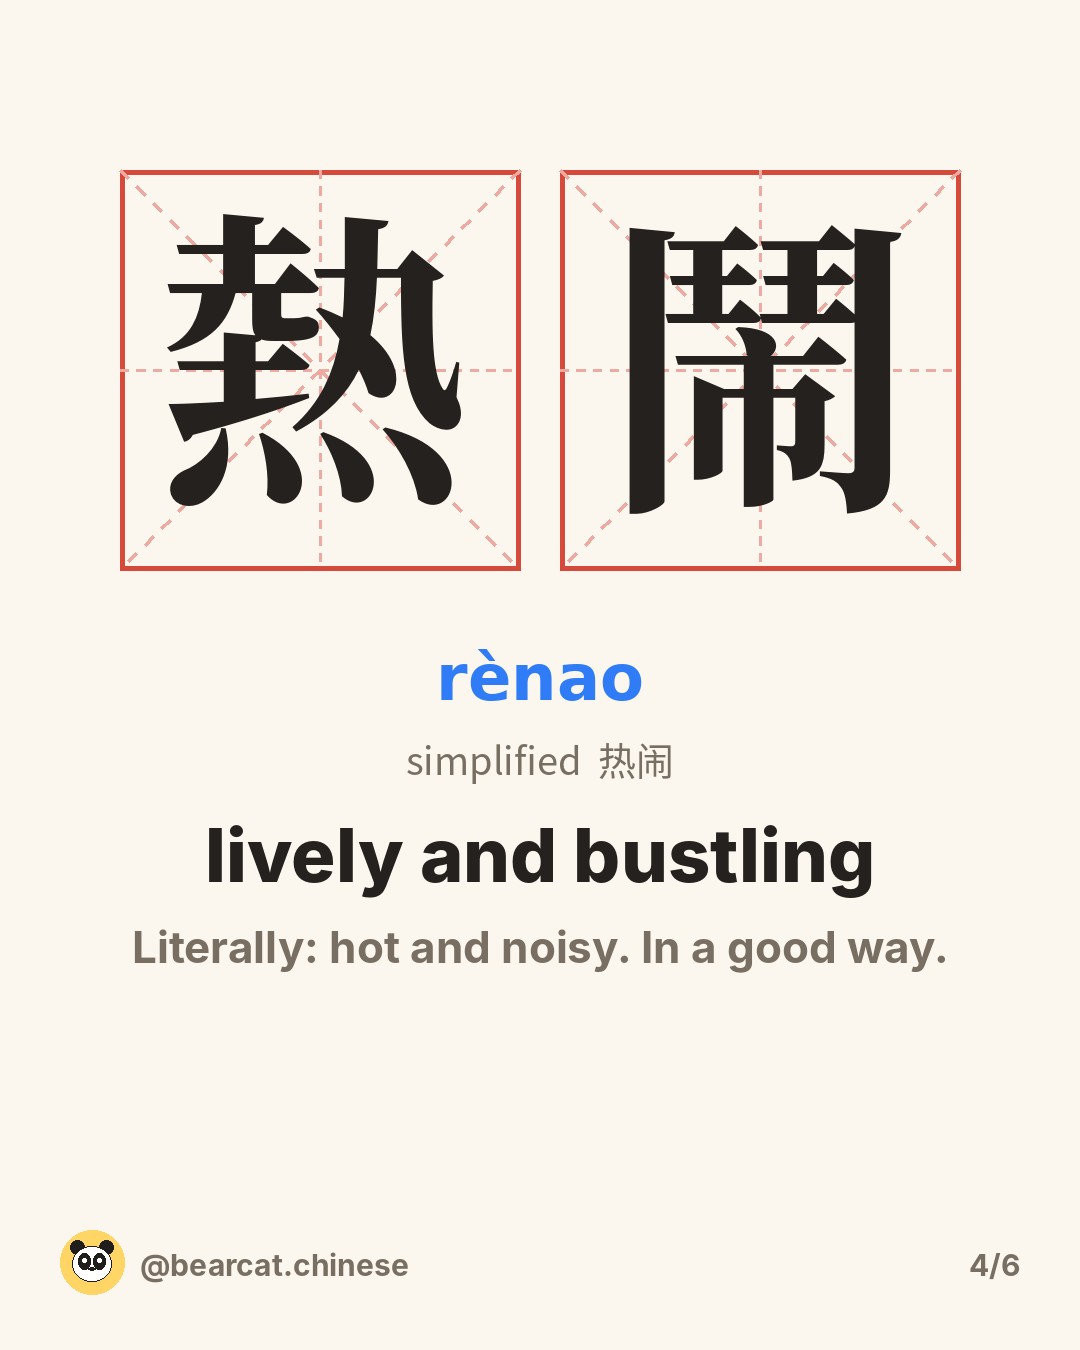 熱鬧
rènao
simplified 热闹
lively and bustling
Literally: hot and noisy. In a good way.
@bearcat.chinese
4/6